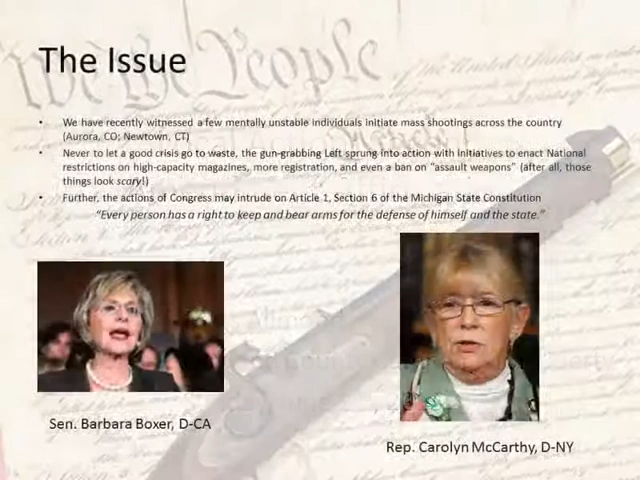 We the People
The Issue
• We have recently witnessed a few mentally unstable individuals initiate mass shootings across the country
(Aurora, CO; Newtown, CT)
• Never to let a good crisis go to waste, the gun-grabbing Left sprung into action with initiatives to enact National
restrictions on high-capacity magazines, more registration, and even a ban on "assault weapons" (after all, those
things look scary!)
• Further, the actions of Congress may intrude on Article 1, Section 6 of the Michigan State Constitution
"Every person has a right to keep and bear arms for the defense of himself and the state."
Sen. Barbara Boxer, D-CA
Rep. Carolyn McCarthy, D-NY